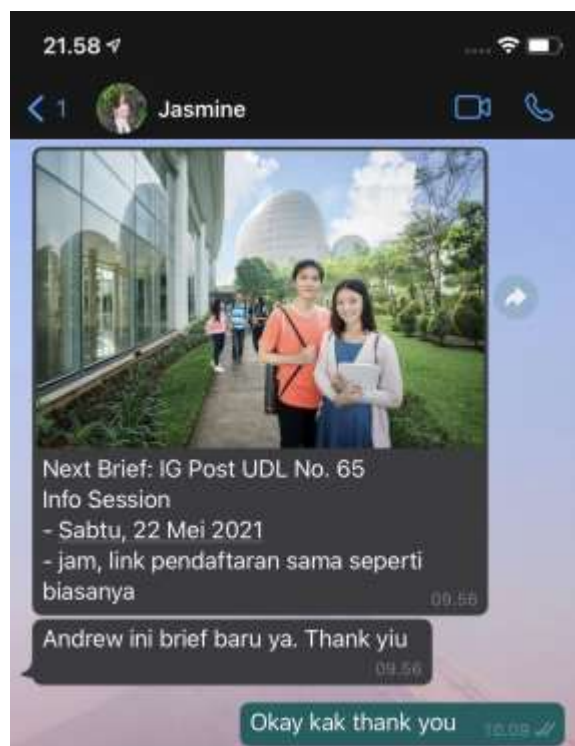 21.58
1 Jasmine
Next Brief: IG Post UDL No. 65
Info Session
- Sabtu, 22 Mei 2021
- jam, link pendaftaran sama seperti
biasanya
09.56
Andrew ini brief baru ya. Thank yiu
09.56
Okay kak thank you
10.09